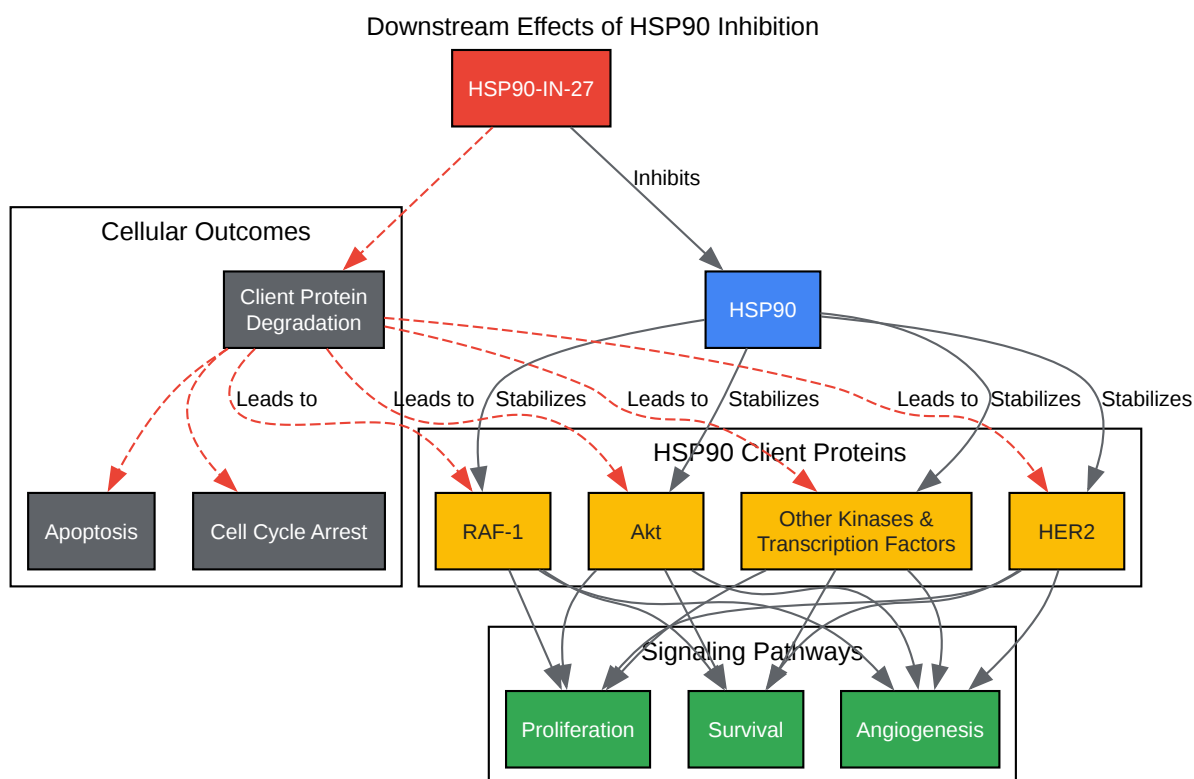 Downstream Effects of HSP90 Inhibition
HSP90-IN-27
Inhibits
Cellular Outcomes
Client Protein
Degradation
HSP90
Leads to
Leads to
Stabilizes
Leads to
Stabilizes
Leads to
Stabilizes
Stabilizes
HSP90 Client Proteins
Apoptosis
Cell Cycle Arrest
RAF-1
Akt
Other Kinases &
Transcription Factors
HER2
Signaling Pathways
Proliferation
Survival
Angiogenesis